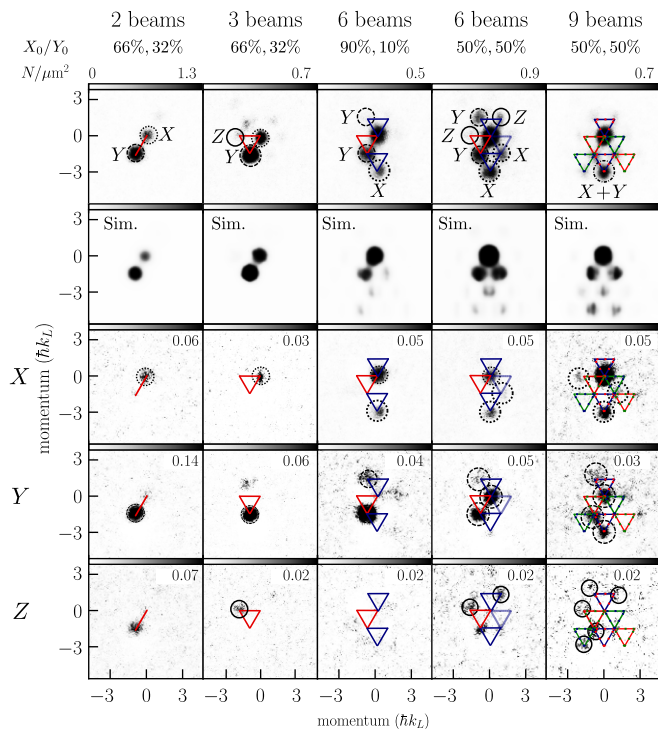 2 beams 3 beams 6 beams 6 beams 9 beams
X₀/Y₀ 66%, 32% 66%, 32% 90%, 10% 50%, 50% 50%, 50%
N/μm² 0 1.3 0.7 0.5 0.9 0.7
3 0 −3 X Y Z Y Y Y X Y Z Z Y X X X+Y
3 0 −3 Sim. Sim. Sim. Sim. Sim.
momentum (ħk_L)
X 3 0 −3 0.06 0.03 0.05 0.05 0.05
Y 3 0 −3 0.14 0.06 0.04 0.05 0.03
Z 3 0 −3 0.07 0.02 0.02 0.02 0.02
−3 0 3 −3 0 3 −3 0 3 −3 0 3 −3 0 3
momentum (ħk_L)